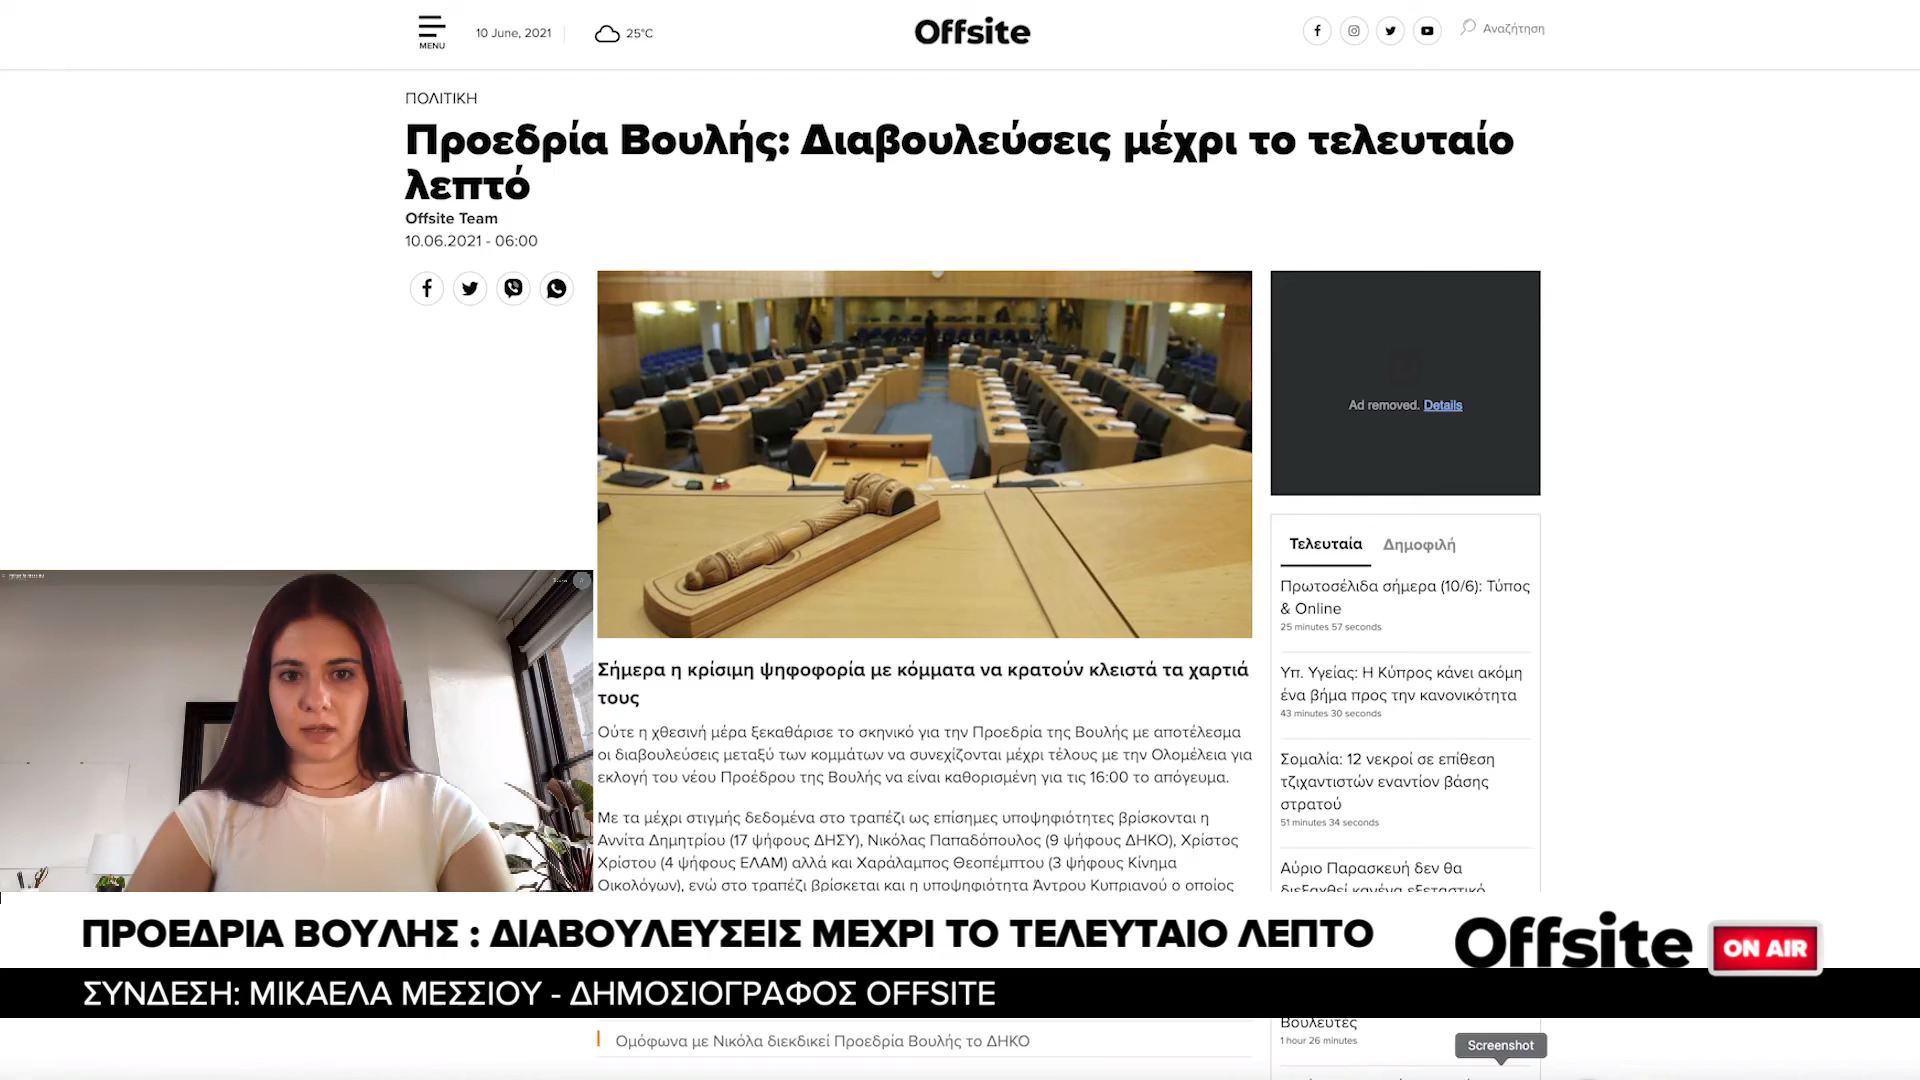 MENU
10 June, 2021
25°C
Offsite
Αναζήτηση
ΠΟΛΙΤΙΚΗ
Προεδρία Βουλής: Διαβουλεύσεις μέχρι το τελευταίο
λεπτό
Offsite Team
10.06.2021 - 06:00
Ad removed. Details
Σήμερα η κρίσιμη ψηφοφορία με κόμματα να κρατούν κλειστά τα χαρτιά
τους
Ούτε η χθεσινή μέρα ξεκαθάρισε το σκηνικό για την Προεδρία της Βουλής με αποτέλεσμα
οι διαβουλεύσεις μεταξύ των κομμάτων να συνεχίζονται μέχρι τέλους με την Ολομέλεια για
εκλογή του νέου Προέδρου της Βουλής να είναι καθορισμένη για τις 16:00 το απόγευμα.
Με τα μέχρι στιγμής δεδομένα στο τραπέζι ως επίσημες υποψηφιότητες βρίσκονται η
Αννίτα Δημητρίου (17 ψήφους ΔΗΣΥ), Νικόλας Παπαδόπουλος (9 ψήφους ΔΗΚΟ), Χρίστος
Χρίστου (4 ψήφους ΕΛΑΜ) αλλά και Χαράλαμπος Θεοπέμπτου (3 ψήφους Κίνημα
Οικολόγων), ενώ στο τραπέζι βρίσκεται και η υποψηφιότητα Άντρου Κυπριανού ο οποίος
Τελευταία Δημοφιλή
Πρωτοσέλιδα σήμερα (10/6): Τύπος
& Online
25 minutes 57 seconds
Υπ. Υγείας: Η Κύπρος κάνει ακόμη
ένα βήμα προς την κανονικότητα
43 minutes 30 seconds
Σομαλία: 12 νεκροί σε επίθεση
τζιχαντιστών εναντίον βάσης
στρατού
51 minutes 34 seconds
Αύριο Παρασκευή δεν θα
διεξαχθεί κανένα εξεταστικό
ΠΡΟΕΔΡΙΑ ΒΟΥΛΗΣ : ΔΙΑΒΟΥΛΕΥΣΕΙΣ ΜΕΧΡΙ ΤΟ ΤΕΛΕΥΤΑΙΟ ΛΕΠΤΟ
Offsite ON AIR
ΣΥΝΔΕΣΗ: ΜΙΚΑΕΛΑ ΜΕΣΣΙΟΥ - ΔΗΜΟΣΙΟΓΡΑΦΟΣ OFFSITE
Ομόφωνα με Νικόλα διεκδικεί Προεδρία Βουλής το ΔΗΚΟ
Βουλευτές
1 hour 26 minutes
Screenshot